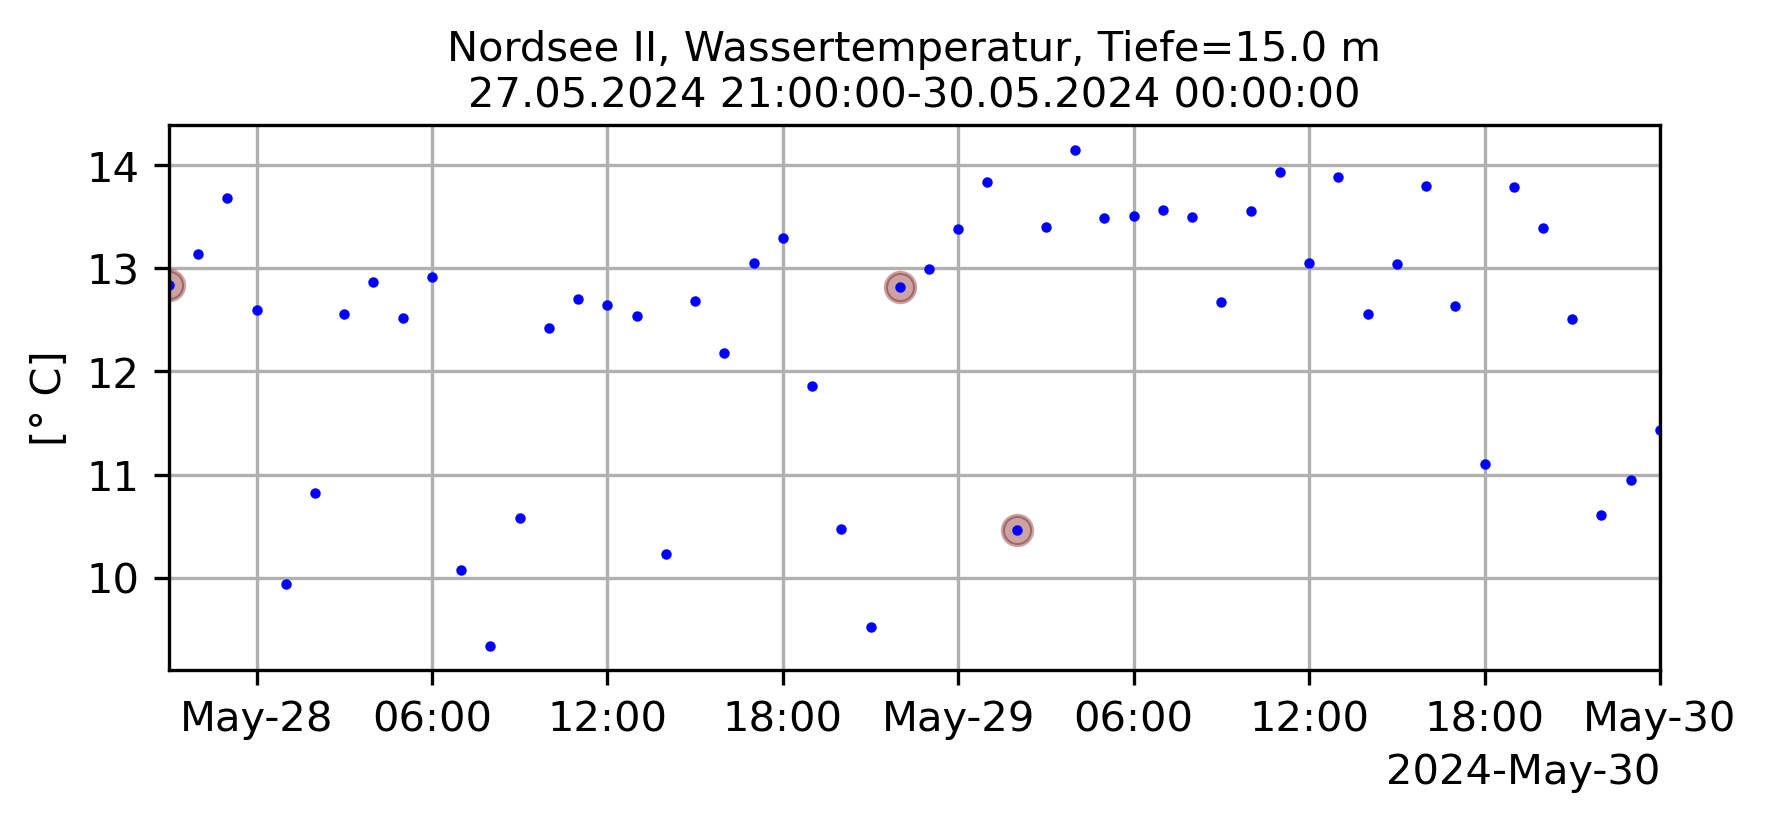 Nordsee II, Wassertemperatur, Tiefe=15.0 m
27.05.2024 21:00:00-30.05.2024 00:00:00
14
13
12
11
10
[° C]
May-28 06:00 12:00 18:00 May-29 06:00 12:00 18:00 May-30
2024-May-30